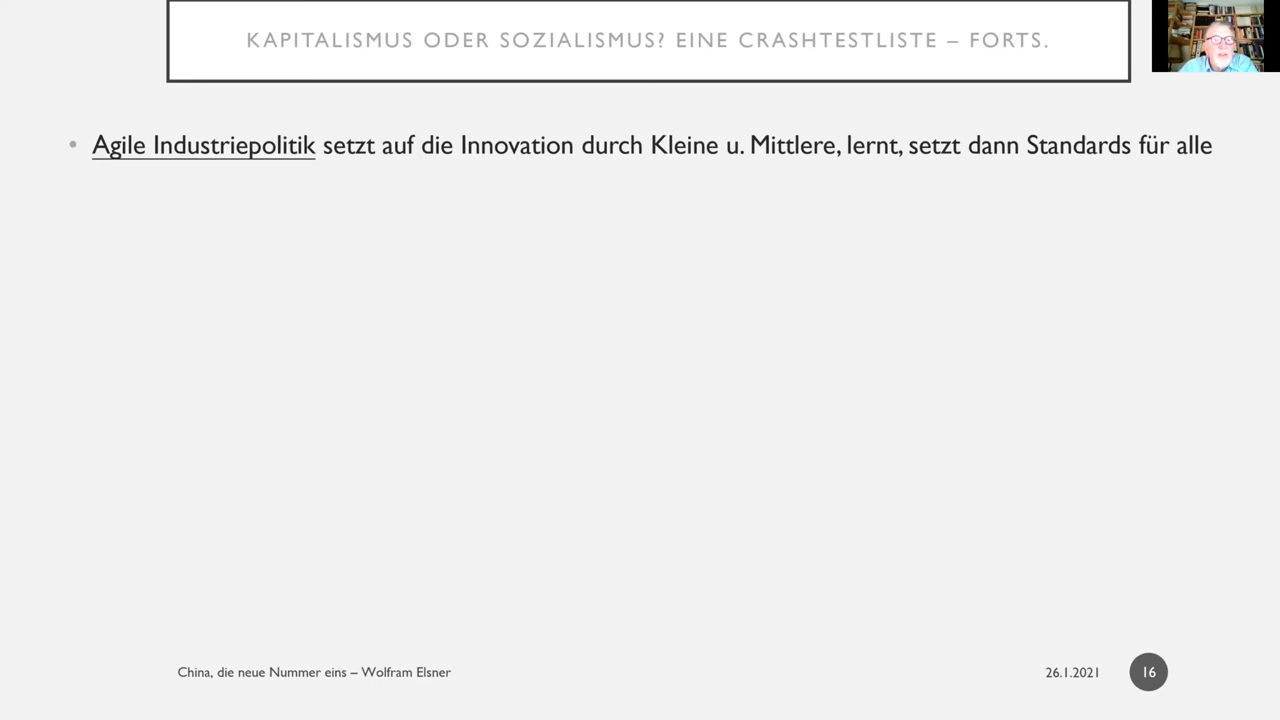 KAPITALISMUS ODER SOZIALISMUS? EINE CRASHTESTLISTE – FORTS.
• Agile Industriepolitik setzt auf die Innovation durch Kleine u. Mittlere, lernt, setzt dann Standards für alle
China, die neue Nummer eins – Wolfram Elsner
26.1.2021
16